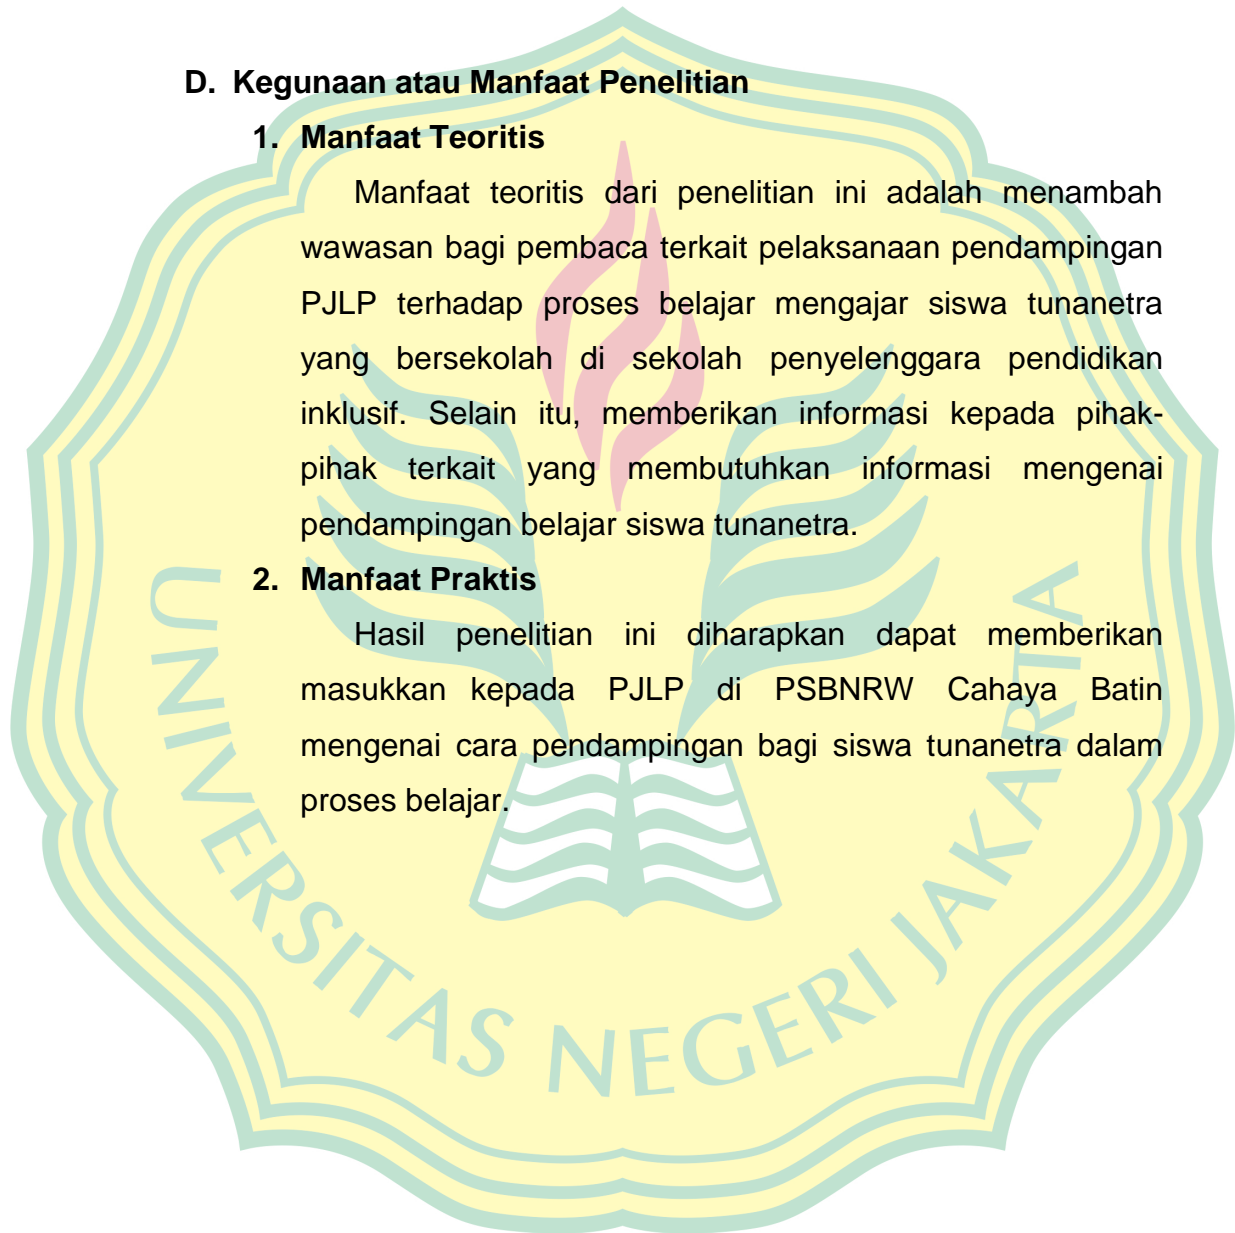 D. Kegunaan atau Manfaat Penelitian
1. Manfaat Teoritis
Manfaat teoritis dari penelitian ini adalah menambah
wawasan bagi pembaca terkait pelaksanaan pendampingan
PJLP terhadap proses belajar mengajar siswa tunanetra
yang bersekolah di sekolah penyelenggara pendidikan
inklusif. Selain itu, memberikan informasi kepada pihak-
pihak terkait yang membutuhkan informasi mengenai
pendampingan belajar siswa tunanetra.
2. Manfaat Praktis
Hasil penelitian ini diharapkan dapat memberikan
masukkan kepada PJLP di PSBNRW Cahaya Batin
mengenai cara pendampingan bagi siswa tunanetra dalam
proses belajar.
UNIVERSITAS NEGERI JAKARTA